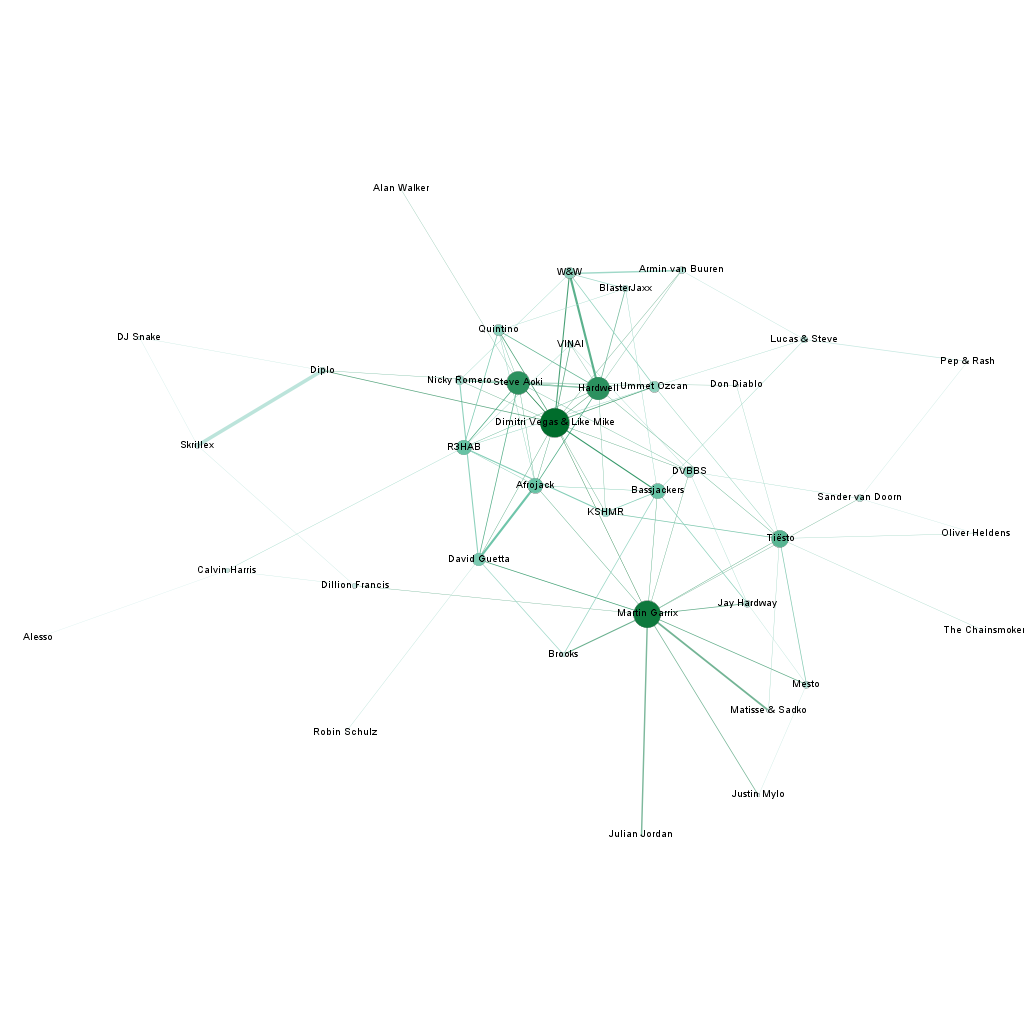 Alan Walker
W&W
Armin van Buuren
BlasterJaxx
Quintino
DJ Snake
Lucas & Steve
VINAI
Pep & Rash
Diplo
Nicky Romero
Steve Aoki
Hardwell
Ummet Ozcan
Don Diablo
Dimitri Vegas & Like Mike
Skrillex
R3HAB
DVBBS
Afrojack
Bassjackers
Sander van Doorn
KSHMR
Oliver Heldens
Tiësto
David Guetta
Calvin Harris
Dillion Francis
Jay Hardway
Martin Garrix
The Chainsmoker
Alesso
Brooks
Mesto
Matisse & Sadko
Robin Schulz
Justin Mylo
Julian Jordan